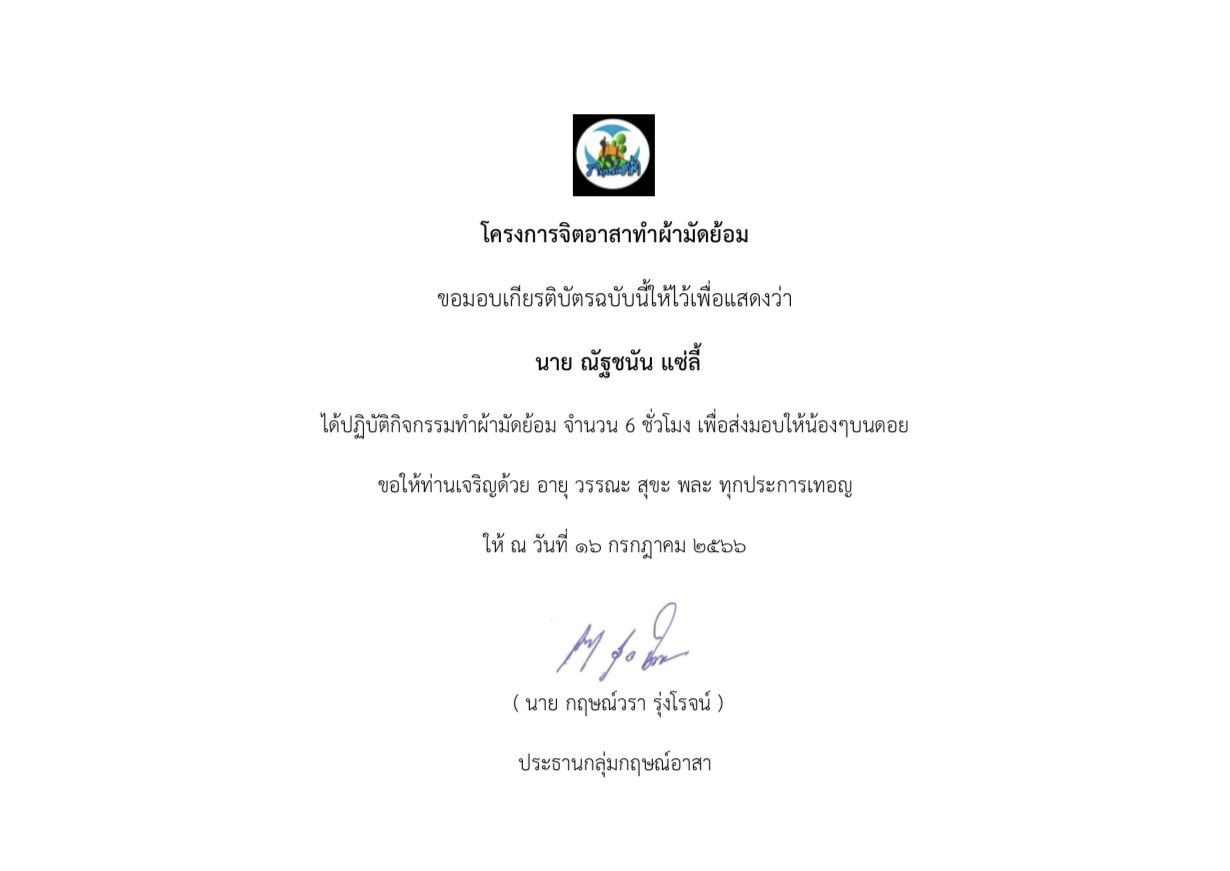 โครงการจิตอาสาทำผ้ามัดย้อม
ขอมอบเกียรติบัตรฉบับนี้ให้ไว้เพื่อแสดงว่า
นาย ณัฐชนัน แซ่ลี้
ได้ปฏิบัติกิจกรรมทำผ้ามัดย้อม จำนวน 6 ชั่วโมง เพื่อส่งมอบให้น้องๆบนดอย
ขอให้ท่านเจริญด้วย อายุ วรรณะ สุขะ พละ ทุกประการเทอญ
ให้ ณ วันที่ ๑๖ กรกฎาคม ๒๕๖๖
( นาย กฤษณ์วรา รุ่งโรจน์ )
ประธานกลุ่มกฤษณ์อาสา